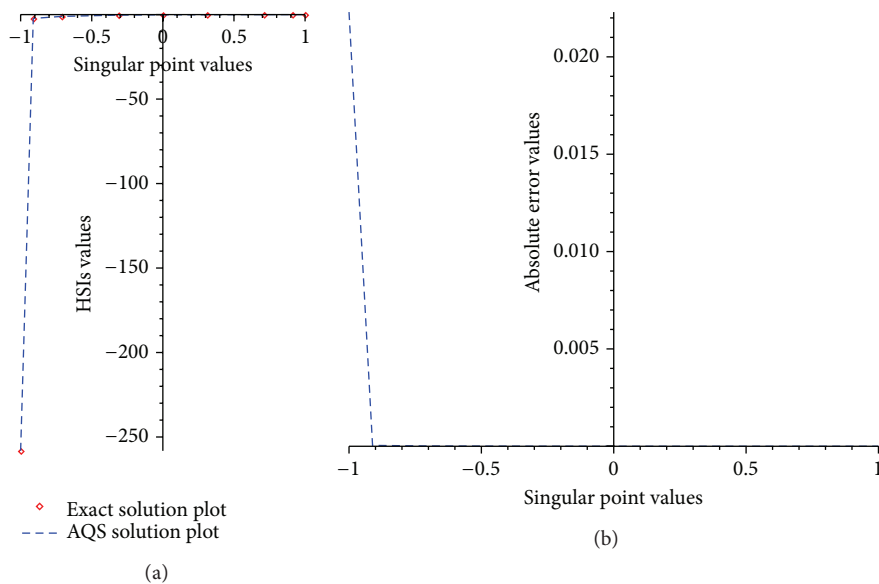 −1
−0.5
0
0.5
1
Singular point values
−50
−100
−150
−200
−250
HSIs values
Exact solution plot
AQS solution plot
(a)
0.020
0.015
0.010
0.005
Absolute error values
−1
−0.5
0
0.5
1
Singular point values
(b)